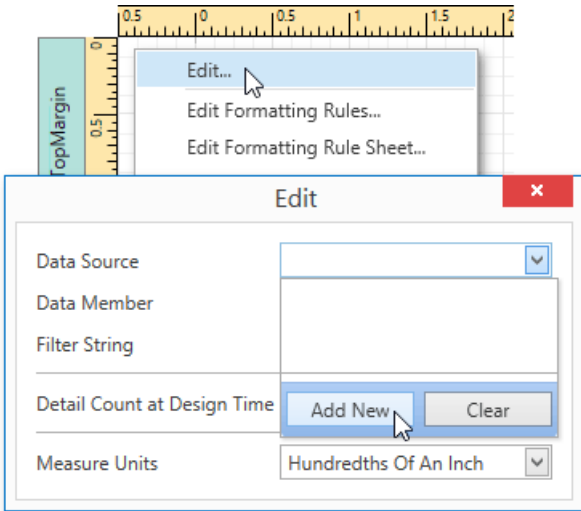 0.5 0 0.5 1 1.5 2
0
0.5
TopMargin
Edit...
Edit Formatting Rules...
Edit Formatting Rule Sheet...
Edit
Data Source
Data Member
Filter String
Detail Count at Design Time
Add New
Clear
Measure Units
Hundredths Of An Inch